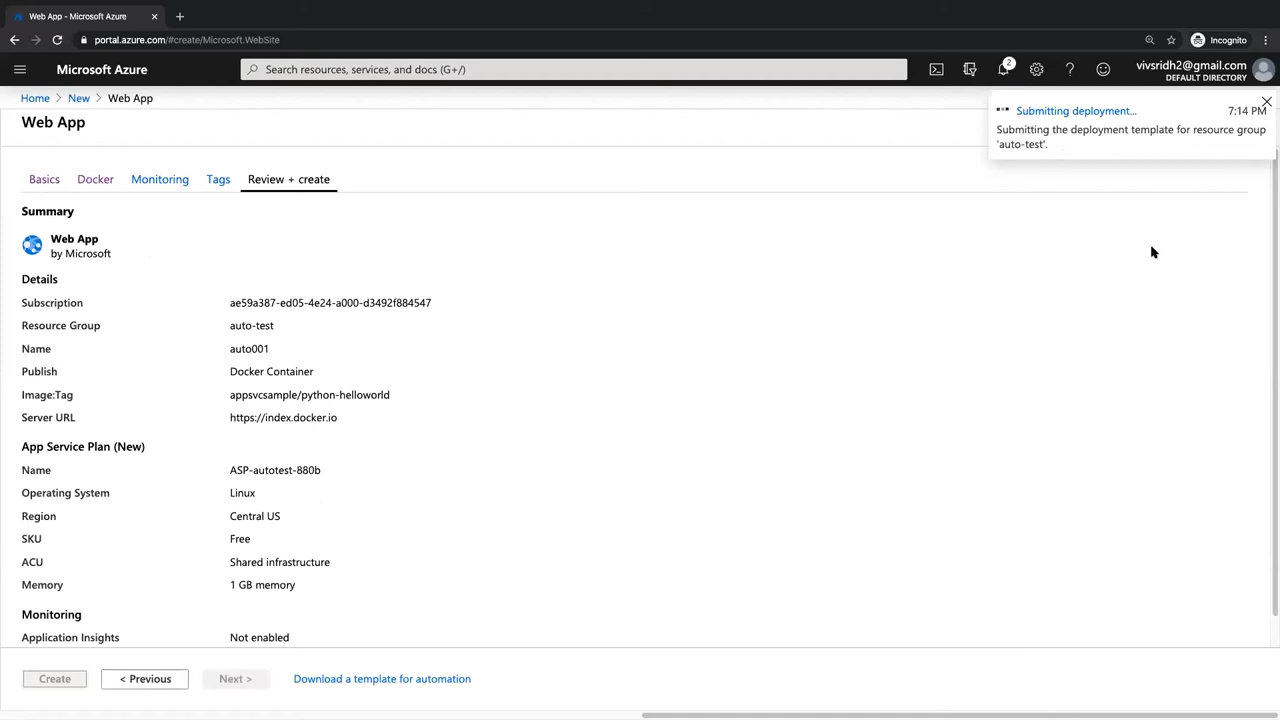 Web App - Microsoft Azure
portal.azure.com/#create/Microsoft.WebSite
Incognito
Microsoft Azure
Search resources, services, and docs (G+/)
2
vivsridh2@gmail.com
DEFAULT DIRECTORY
Home > New > Web App
Web App
Submitting deployment... 7:14 PM
Submitting the deployment template for resource group
'auto-test'.
Basics Docker Monitoring Tags Review + create
Summary
Web App
by Microsoft
Details
Subscription ae59a387-ed05-4e24-a000-d3492f884547
Resource Group auto-test
Name auto001
Publish Docker Container
Image:Tag appsvcsample/python-helloworld
Server URL https://index.docker.io
App Service Plan (New)
Name ASP-autotest-880b
Operating System Linux
Region Central US
SKU Free
ACU Shared infrastructure
Memory 1 GB memory
Monitoring
Application Insights Not enabled
Create < Previous Next > Download a template for automation